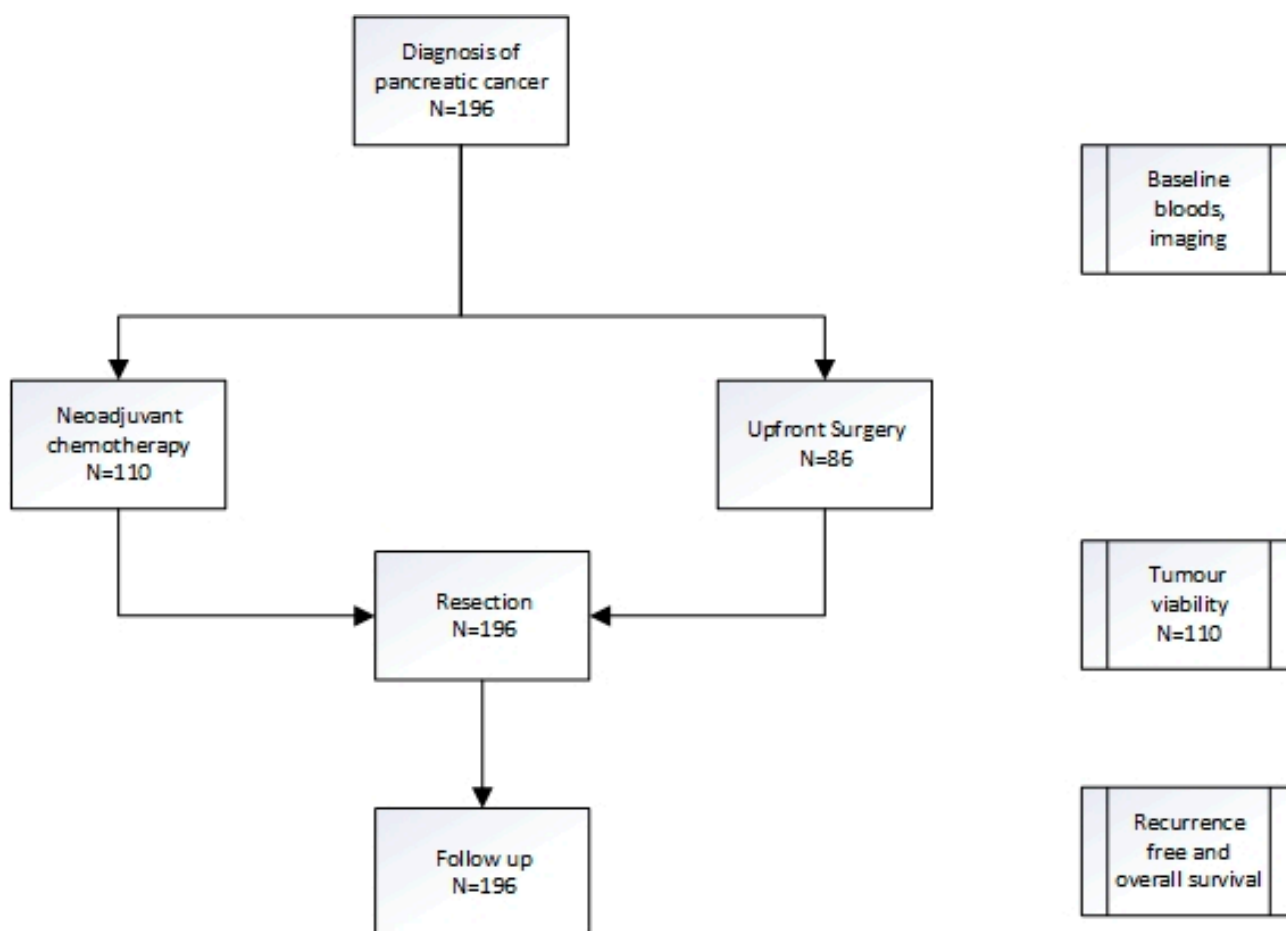 Diagnosis of
pancreatic cancer
N=196
Baseline
bloods,
imaging
Neoadjuvant
chemotherapy
N=110
Upfront Surgery
N=86
Resection
N=196
Tumour
viability
N=110
Follow up
N=196
Recurrence
free and
overall survival